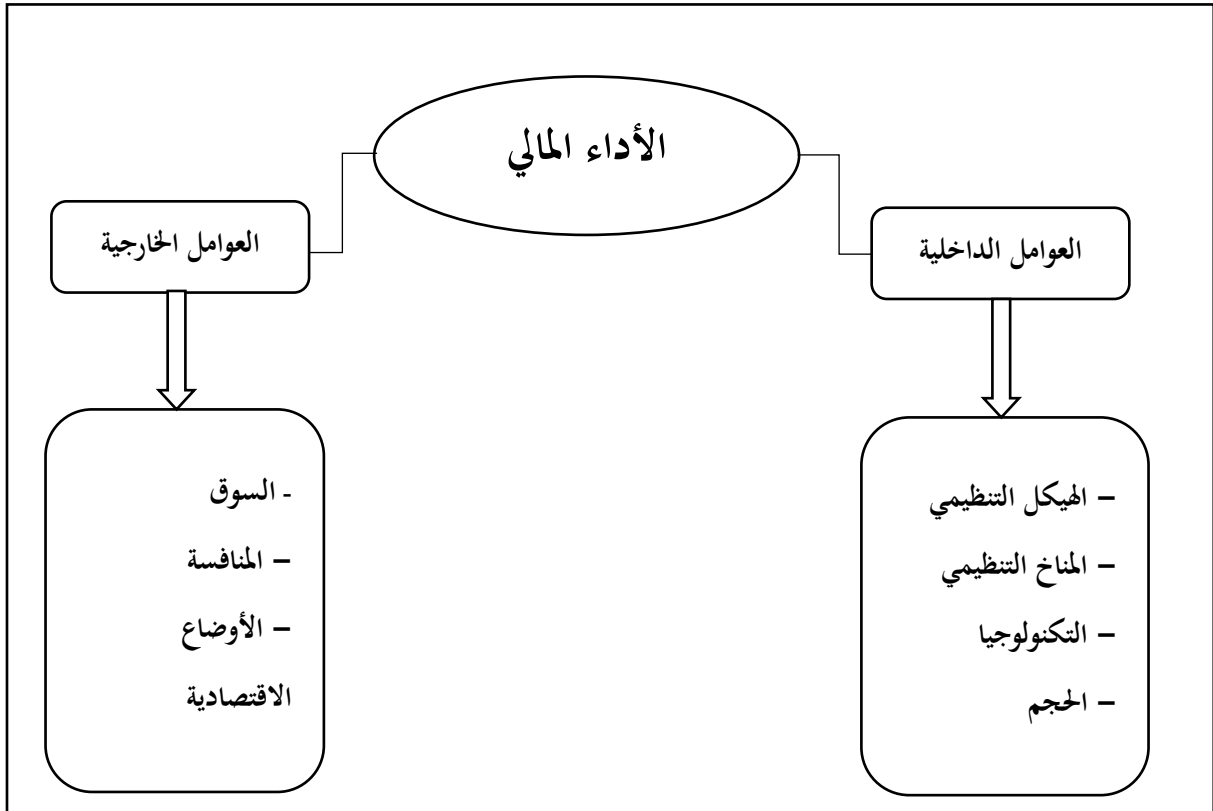 الأداء المالي
العوامل الداخلية
العوامل الخارجية
– الهيكل التنظيمي
– المناخ التنظيمي
– التكنولوجيا
– الحجم
- السوق
– المنافسة
– الأوضاع
الاقتصادية